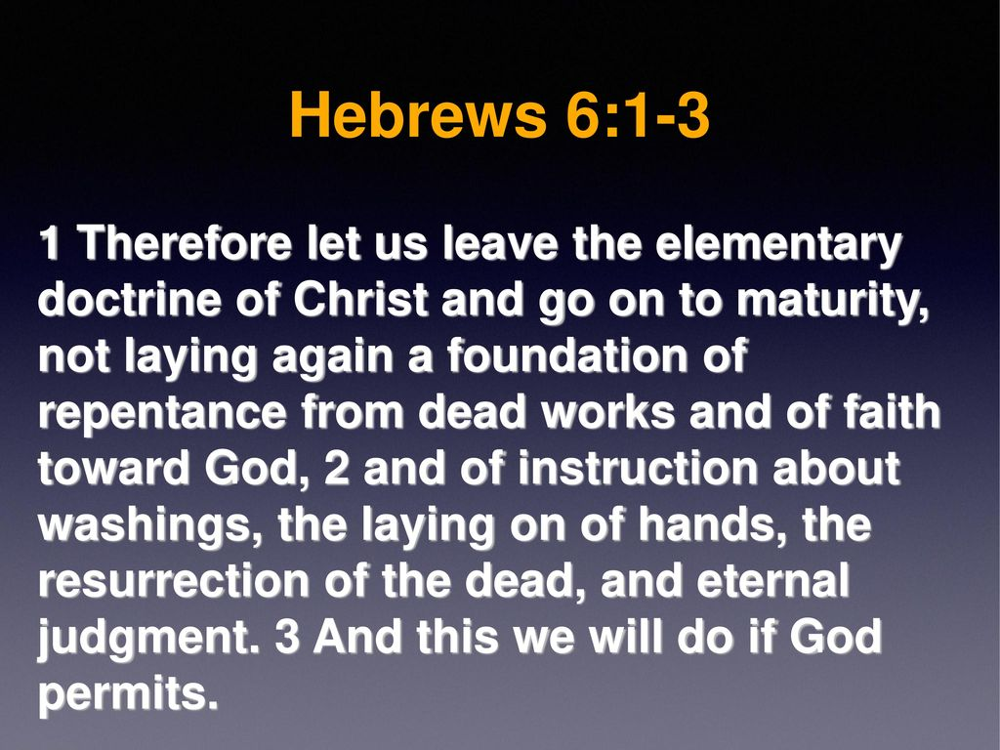 Hebrews 6:1-3
1 Therefore let us leave the elementary
doctrine of Christ and go on to maturity,
not laying again a foundation of
repentance from dead works and of faith
toward God, 2 and of instruction about
washings, the laying on of hands, the
resurrection of the dead, and eternal
judgment. 3 And this we will do if God
permits.